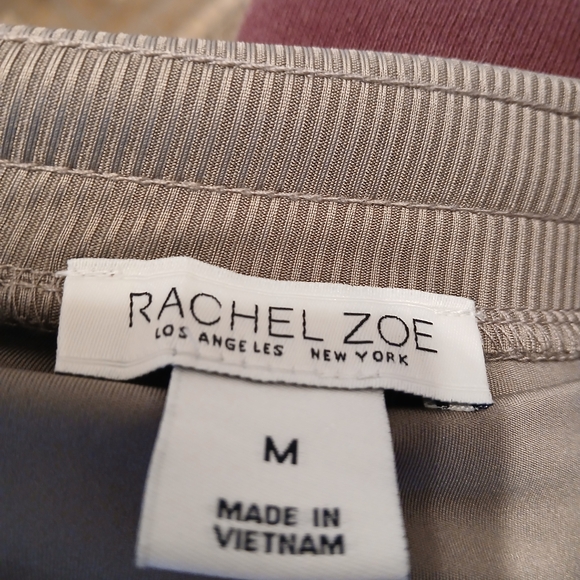 RACHEL ZOE
LOS ANGELES NEW YORK
M
MADE IN
VIETNAM